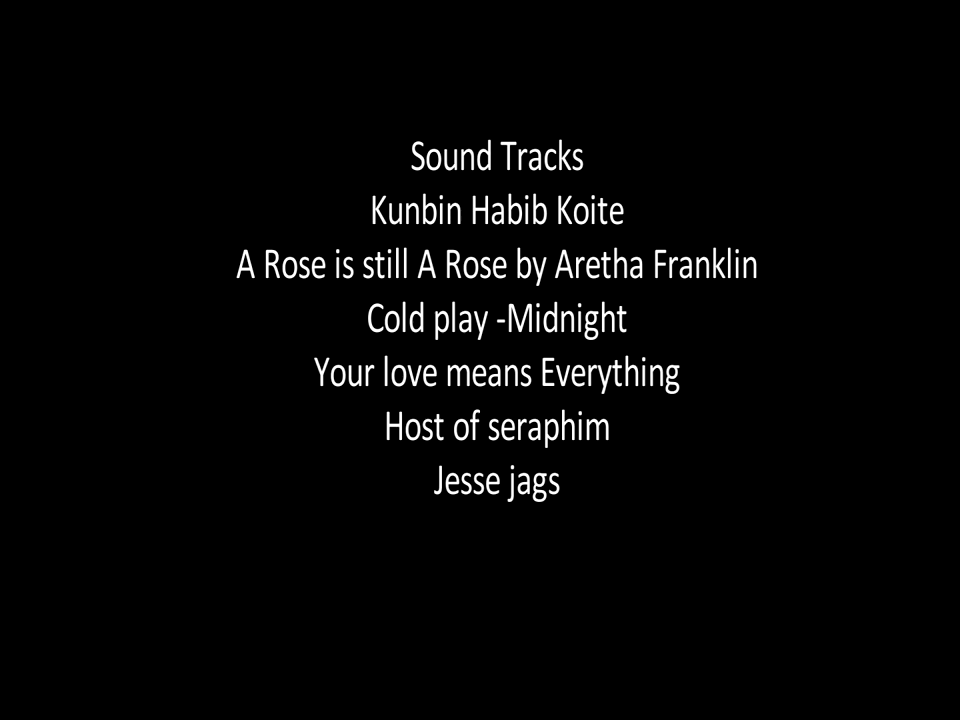 Sound Tracks
Kunbin Habib Koite
A Rose is still A Rose by Aretha Franklin
Cold play -Midnight
Your love means Everything
Host of seraphim
Jesse jags